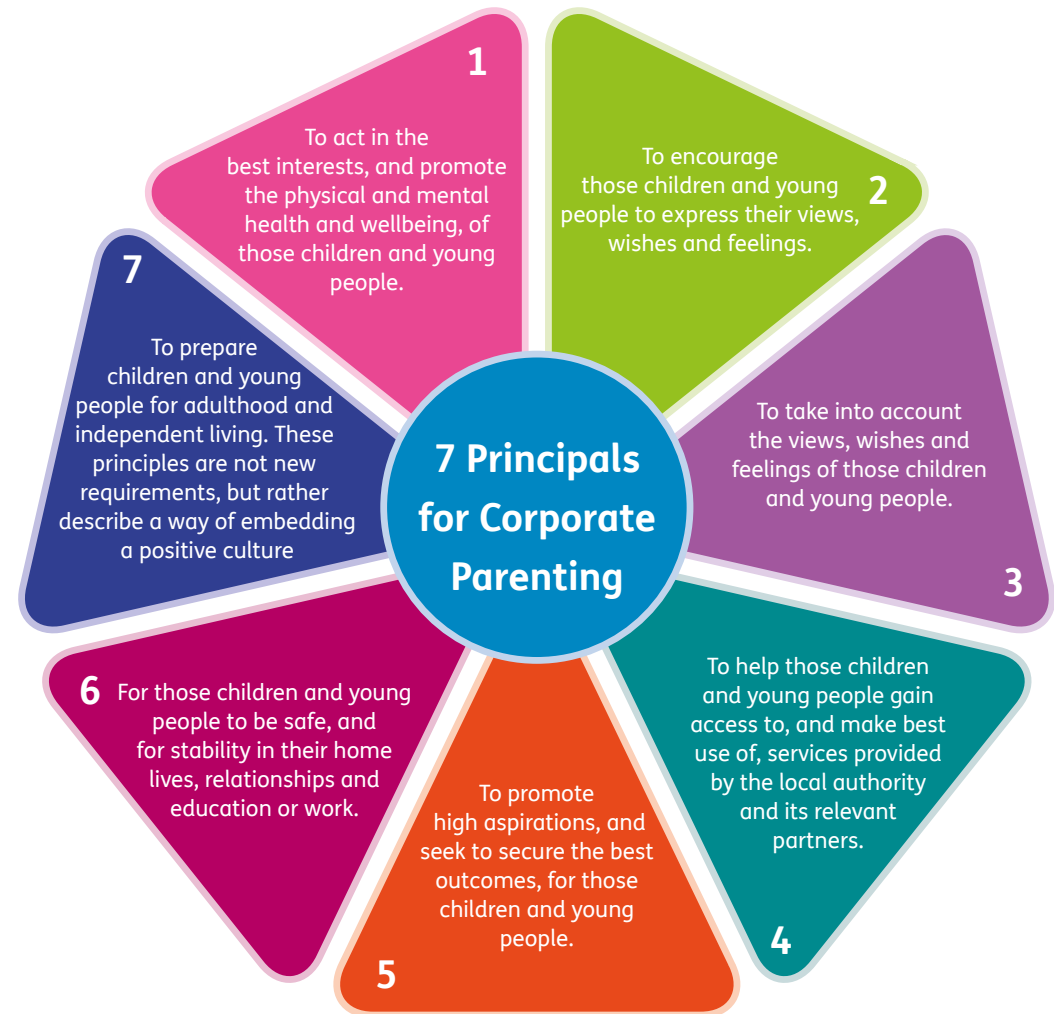 7 Principals
for Corporate
Parenting
1
To act in the
best interests, and promote
the physical and mental
health and wellbeing, of
those children and young
people.
2
To encourage
those children and young
people to express their views,
wishes and feelings.
3
To take into account
the views, wishes and
feelings of those children
and young people.
4
To help those children
and young people gain
access to, and make best
use of, services provided
by the local authority
and its relevant
partners.
5
To promote
high aspirations, and
seek to secure the best
outcomes, for those
children and young
people.
6
For those children and young
people to be safe, and
for stability in their home
lives, relationships and
education or work.
7
To prepare
children and young
people for adulthood and
independent living. These
principles are not new
requirements, but rather
describe a way of embedding
a positive culture